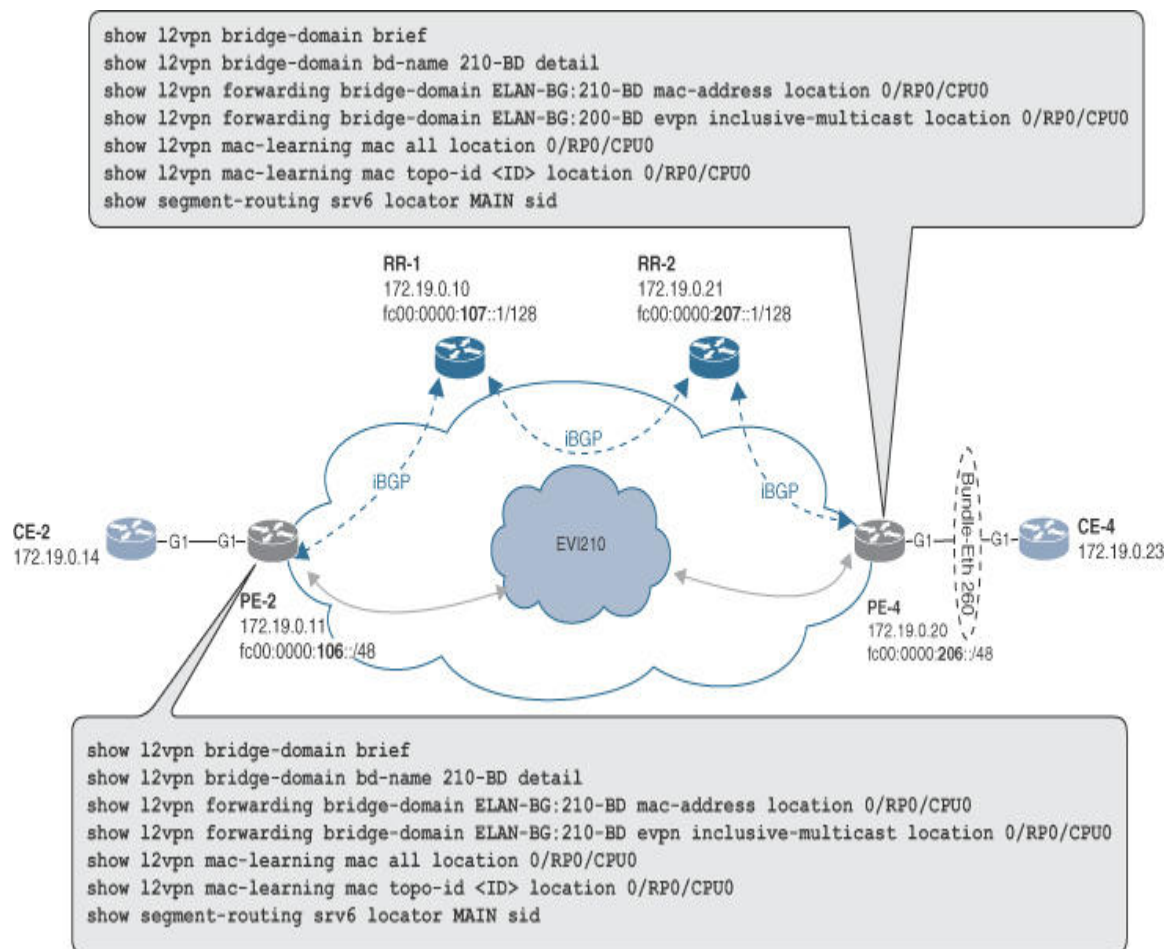 show l2vpn bridge-domain brief
show l2vpn bridge-domain bd-name 210-BD detail
show l2vpn forwarding bridge-domain ELAN-BG:210-BD mac-address location 0/RP0/CPU0
show l2vpn forwarding bridge-domain ELAN-BG:200-BD evpn inclusive-multicast location 0/RP0/CPU0
show l2vpn mac-learning mac all location 0/RP0/CPU0
show l2vpn mac-learning mac topo-id <ID> location 0/RP0/CPU0
show segment-routing srv6 locator MAIN sid
RR-1
172.19.0.10
fc00:0000:107::1/128
RR-2
172.19.0.21
fc00:0000:207::1/128
iBGP
iBGP
iBGP
EVI210
CE-2
172.19.0.14
G1
G1
PE-2
172.19.0.11
fc00:0000:106::/48
G1
Bundle-Eth 260
G1
CE-4
172.19.0.23
PE-4
172.19.0.20
fc00:0000:206::/48
show l2vpn bridge-domain brief
show l2vpn bridge-domain bd-name 210-BD detail
show l2vpn forwarding bridge-domain ELAN-BG:210-BD mac-address location 0/RP0/CPU0
show l2vpn forwarding bridge-domain ELAN-BG:210-BD evpn inclusive-multicast location 0/RP0/CPU0
show l2vpn mac-learning mac all location 0/RP0/CPU0
show l2vpn mac-learning mac topo-id <ID> location 0/RP0/CPU0
show segment-routing srv6 locator MAIN sid